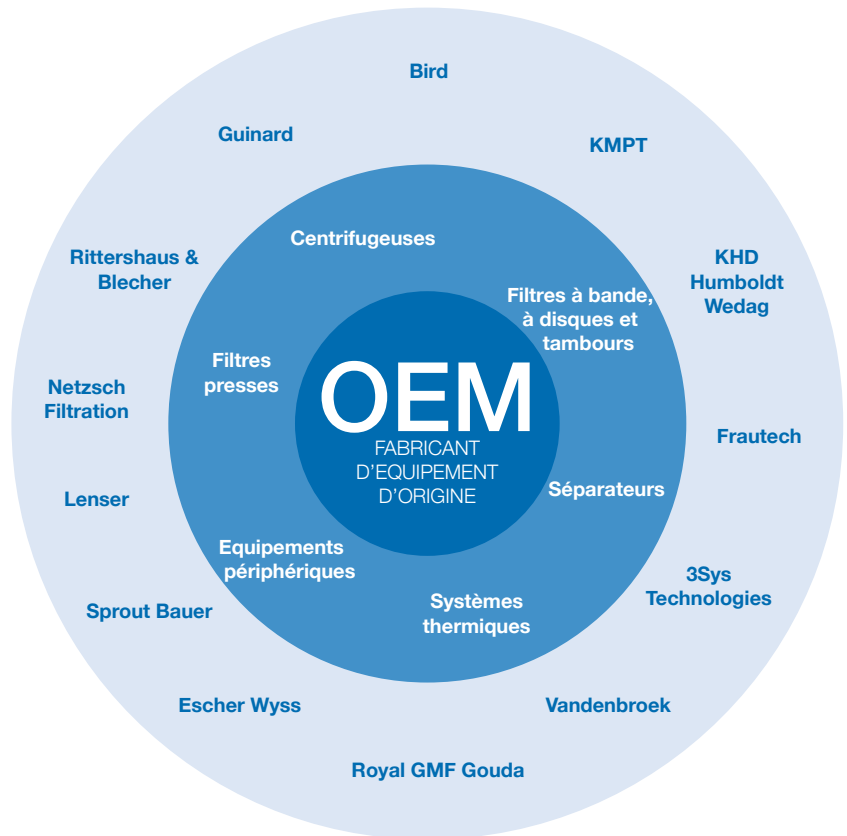 Bird
Guinard
KMPT
Centrifugeuses
Rittershaus &
Blecher
KHD
Humboldt
Wedag
Filtres à bande,
à disques et
tambours
Filtres
presses
OEM
FABRICANT
D'EQUIPEMENT
D'ORIGINE
Netzsch
Filtration
Frautech
Séparateurs
Lenser
Equipements
périphériques
Systèmes
thermiques
3Sys
Technologies
Sprout Bauer
Escher Wyss
Vandenbroek
Royal GMF Gouda